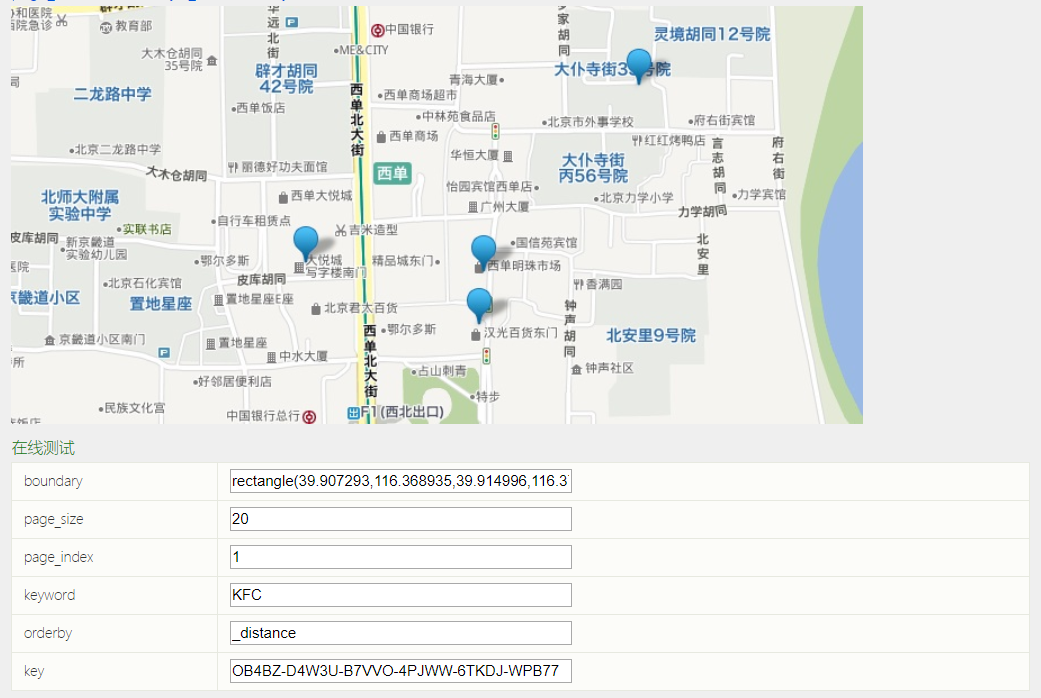 教育部
中国银行
灵境胡同12号院
ME&CITY
大木仓胡同
35号院
辟才胡同
42号院
大仆寺街
号院
青海大厦
二龙路中学
西单商场超市
西单饭店
西单北大街
中林苑食品店
北京市外事学校
府右街宾馆
西单商场
红红烤鸭店
北京二龙路中学
华恒大厦
言志胡同
府右街
丽德好功夫面馆
大仆寺街
丙56号院
大木仓胡同
西单
怡园宾馆西单店
北师大附属
实验中学
西单大悦城
北京力学小学
力学宾馆
广州大厦
力学胡同
自行车租赁点
实联书店
吉米造型
皮库胡同
新京畿道
实验幼儿园
国信苑宾馆
北安里
鄂尔多斯
大悦城
写字楼南门
精品城东门
西单明珠市场
皮库胡同
北京石化宾馆
香满园
京畿道小区
置地星座
置地星座E座
北京君太百货
钟声胡同
西单北大街
鄂尔多斯
汉光百货东门
北安里9号院
京畿道小区南门
置地星座
P
中水大厦
占山刺青
钟声社区
好邻居便利店
特步
民族文化宫
中国银行总行
F1(西北出口)
在线测试
boundary rectangle(39.907293,116.368935,39.914996,116.3
page_size 20
page_index 1
keyword KFC
orderby _distance
key OB4BZ-D4W3U-B7VVO-4PJWW-6TKDJ-WPB77